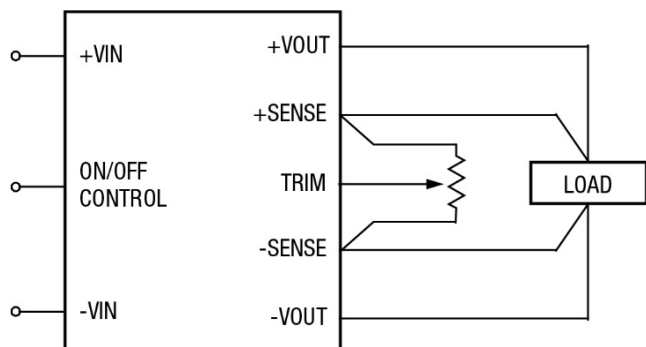 +VIN
ON/OFF
CONTROL
-VIN
+VOUT
+SENSE
TRIM
-SENSE
-VOUT
LOAD